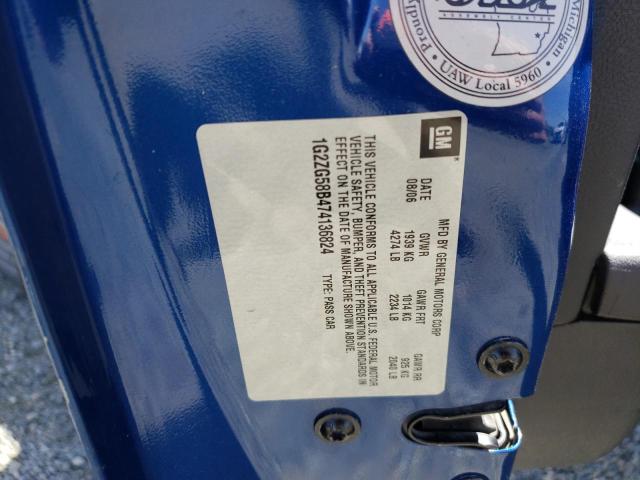 ASSEMBLY CENTER
Proudly
Michigan
UAW Local 5960
GM
®
MFD BY GENERAL MOTORS CORP
DATE GVWR GAWR FRT GAWR RR
08/06 1939 KG 1014 KG 925 KG
4274 LB 2234 LB 2040 LB
THIS VEHICLE CONFORMS TO ALL APPLICABLE U.S. FEDERAL MOTOR
VEHICLE SAFETY, BUMPER, AND THEFT PREVENTION STANDARDS IN
EFFECT ON THE DATE OF MANUFACTURE SHOWN ABOVE.
1G2ZG58B474136824 TYPE: PASS CAR